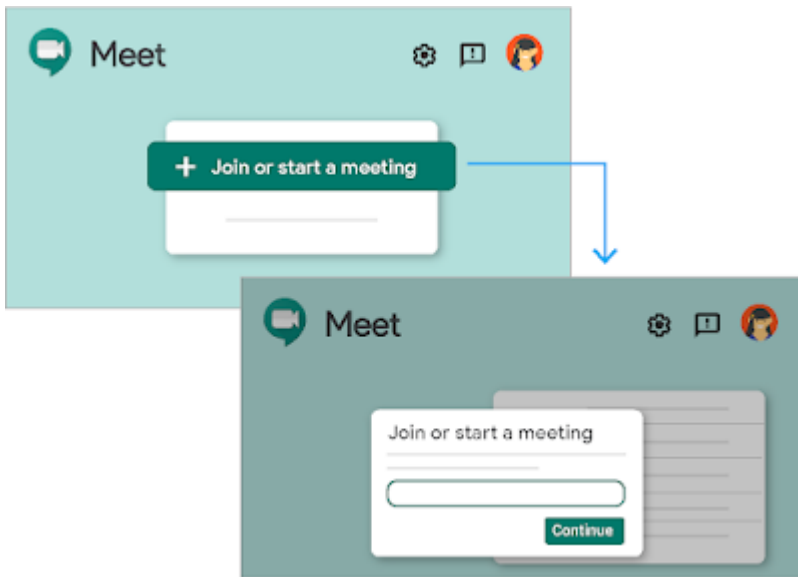 Meet
+ Join or start a meeting
Meet
Join or start a meeting
Continue